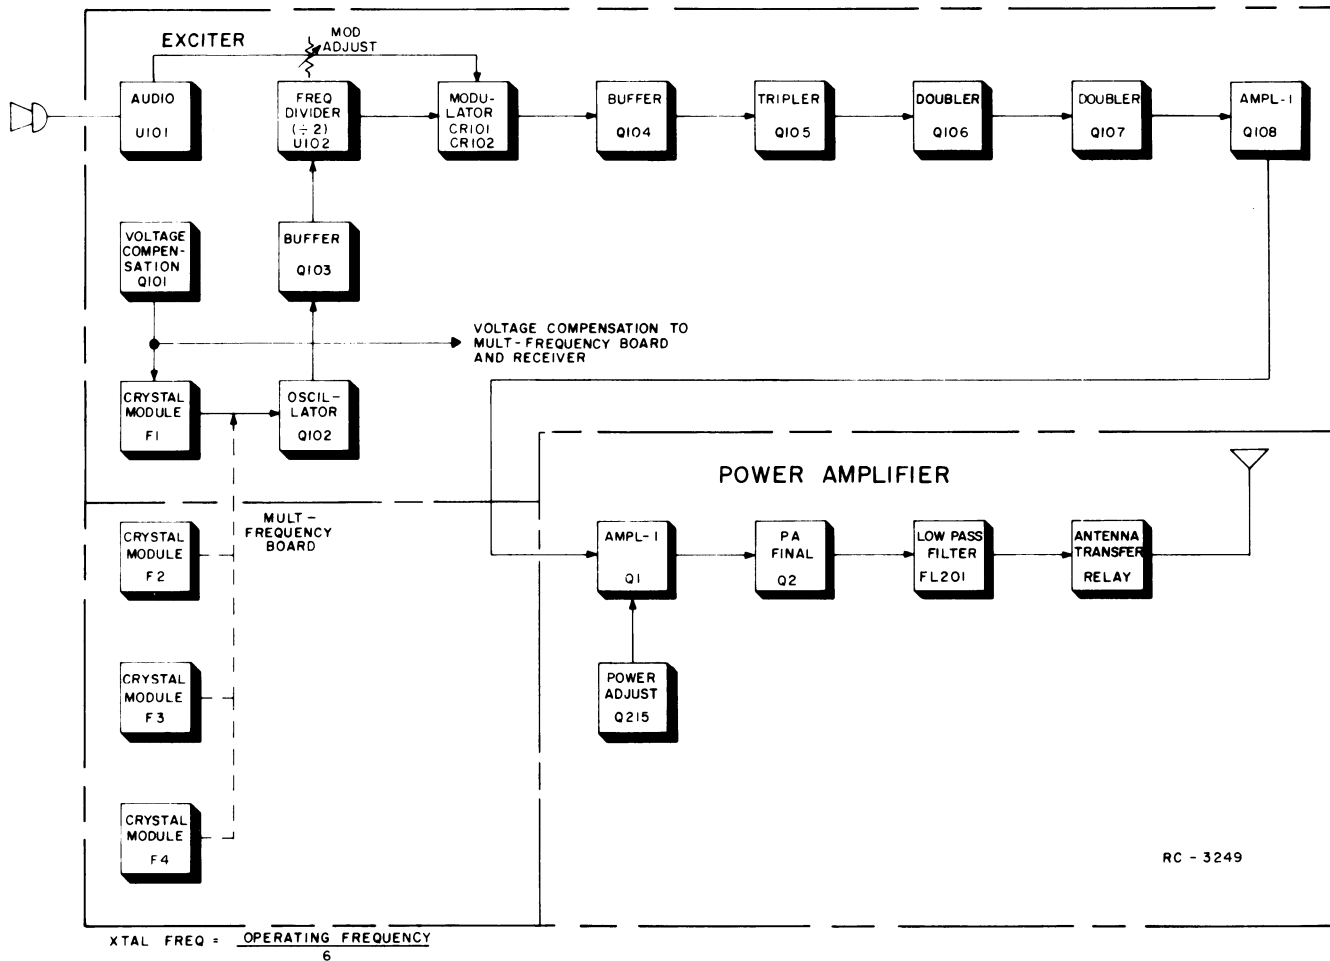 EXCITER
MOD
ADJUST
AUDIO
U101
FREQ
DIVIDER
(÷2)
U102
MODU-
LATOR
CR101
CR102
BUFFER
Q104
TRIPLER
Q105
DOUBLER
Q106
DOUBLER
Q107
AMPL-1
Q108
VOLTAGE
COMPEN-
SATION
Q101
BUFFER
Q103
VOLTAGE COMPENSATION TO
MULT-FREQUENCY BOARD
AND RECEIVER
CRYSTAL
MODULE
F1
OSCIL-
LATOR
Q102
POWER AMPLIFIER
MULT-
FREQUENCY
BOARD
CRYSTAL
MODULE
F2
AMPL-1
Q1
PA
FINAL
Q2
LOW PASS
FILTER
FL201
ANTENNA
TRANSFER
RELAY
CRYSTAL
MODULE
F3
POWER
ADJUST
Q215
CRYSTAL
MODULE
F4
RC-3249
XTAL FREQ = OPERATING FREQUENCY
6